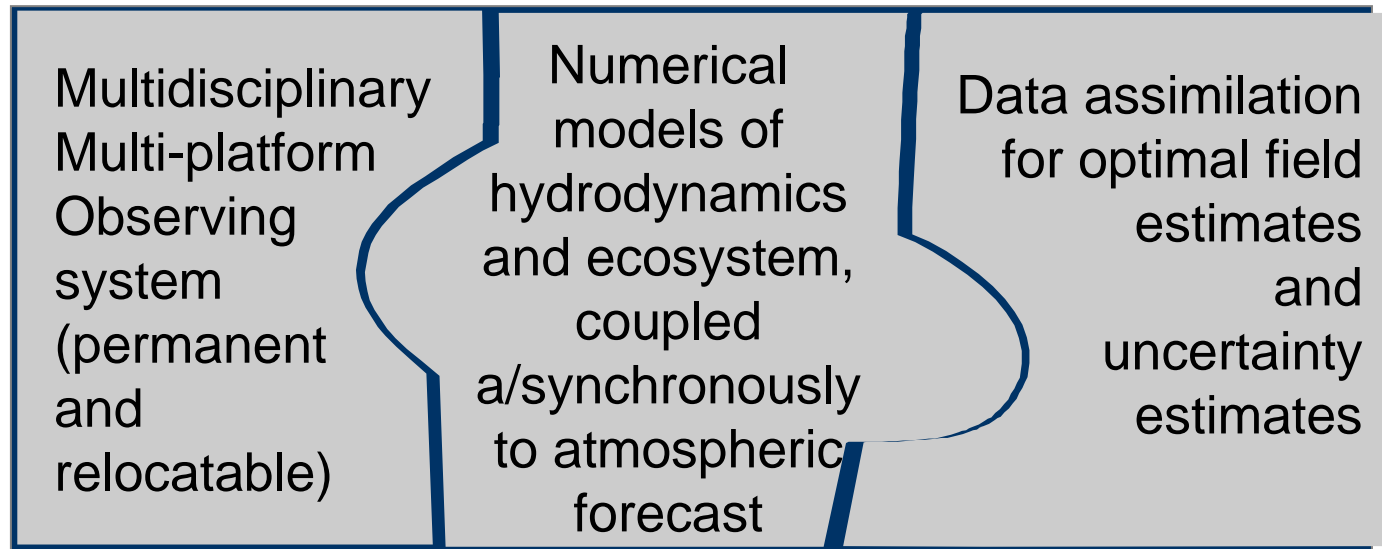 Multidisciplinary
Multi-platform
Observing
system
(permanent
and
relocatable)
Numerical
models of
hydrodynamics
and ecosystem,
coupled
a/synchronously
to atmospheric
forecast
Data assimilation
for optimal field
estimates
and
uncertainty
estimates